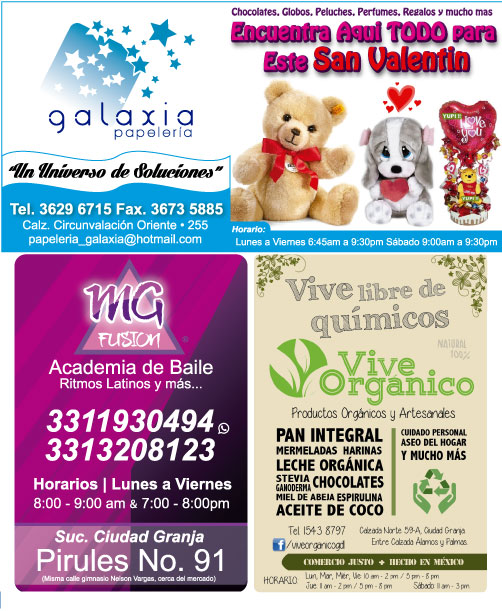 galaxia
papelería
"Un Universo de Soluciones"
Tel. 3629 6715 Fax. 3673 5885
Calz. Circunvalación Oriente • 255
papeleria_galaxia@hotmail.com
Chocolates, Globos, Peluches, Perfumes, Regalos y mucho mas
Encuentra Aqui TODO para
Este San Valentin
YUPI!
I Love
you
YUPI!
Horario:
Lunes a Viernes 6:45am a 9:30pm Sábado 9:00am a 9:30pm
MG
FUSION
®
Academia de Baile
Ritmos Latinos y más...
3311930494
3313208123
Horarios | Lunes a Viernes
8:00 - 9:00 am & 7:00 - 8:00pm
Suc. Ciudad Granja
Pirules No. 91
(Misma calle gimnasio Nelson Vargas, cerca del mercado)
Vive libre de
químicos
NATURAL
100%
Vive
Orgánico
Productos Orgánicos y Artesanales
PAN INTEGRAL
MERMELADAS HARINAS
LECHE ORGÁNICA
STEVIA
GANODERMA CHOCOLATES
MIEL DE ABEJA ESPIRULINA
ACEITE DE COCO
CUIDADO PERSONAL
ASEO DEL HOGAR
Y MUCHO MÁS
Tel 1543 8797
/viveorganicogdl
Calzada Norte 59-A, Ciudad Granja.
Entre Calzada Álamos y Palmas.
COMERCIO JUSTO + HECHO EN MÉXICO
HORARIO: Lun, Mar, Miér, Vie 10 am - 2 pm / 5 pm - 8 pm
Jue 11 am - 2 pm / 5 pm - 8 pm Sábado 11 am - 3 pm